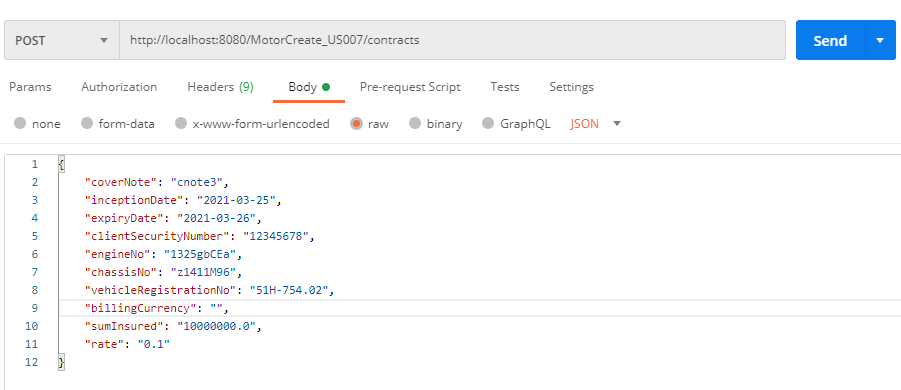 POST http://localhost:8080/MotorCreate_US007/contracts Send
Params Authorization Headers (9) Body Pre-request Script Tests Settings
none form-data x-www-form-urlencoded raw binary GraphQL JSON
1 {
2 "coverNote": "cnote3",
3 "inceptionDate": "2021-03-25",
4 "expiryDate": "2021-03-26",
5 "clientSecurityNumber": "12345678",
6 "engineNo": "1325gbCEa",
7 "chassisNo": "z1411M96",
8 "vehicleRegistrationNo": "51H-754.02",
9 "billingCurrency": "",
10 "sumInsured": "10000000.0",
11 "rate": "0.1"
12 }